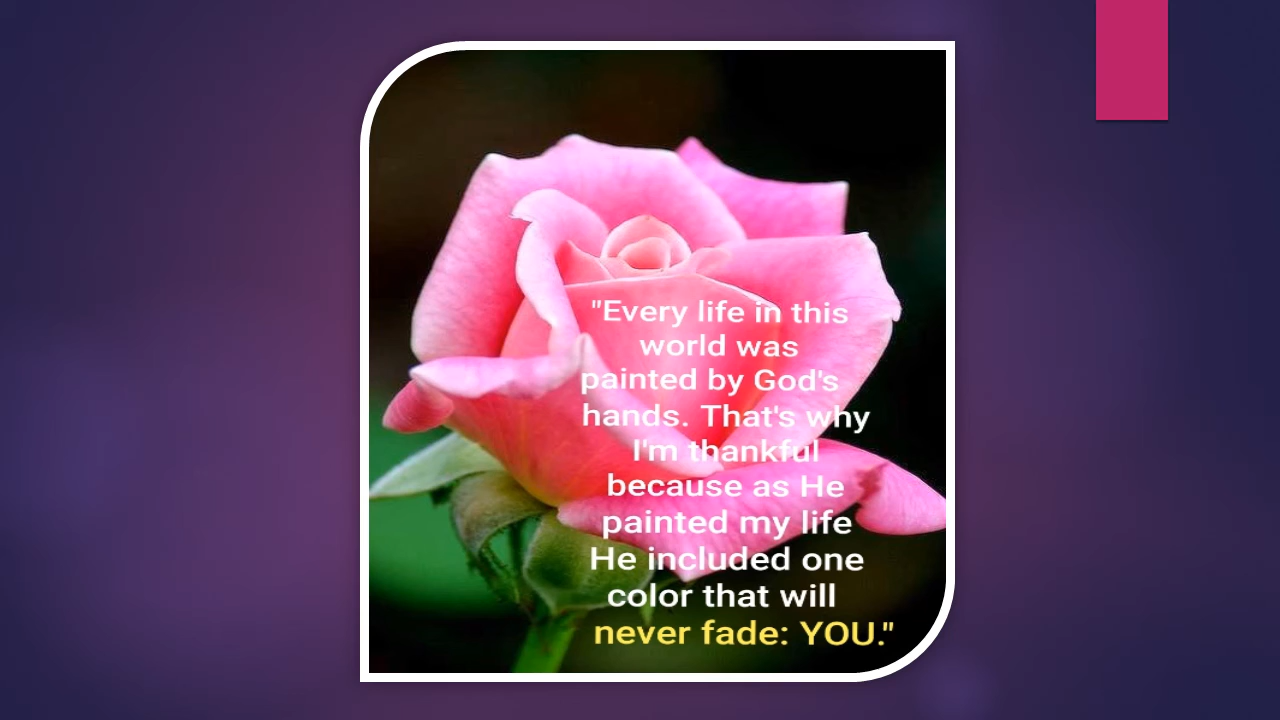 "Every life in this
world was
painted by God's
hands. That's why
I'm thankful
because as He
painted my life
He included one
color that will
never fade: YOU."